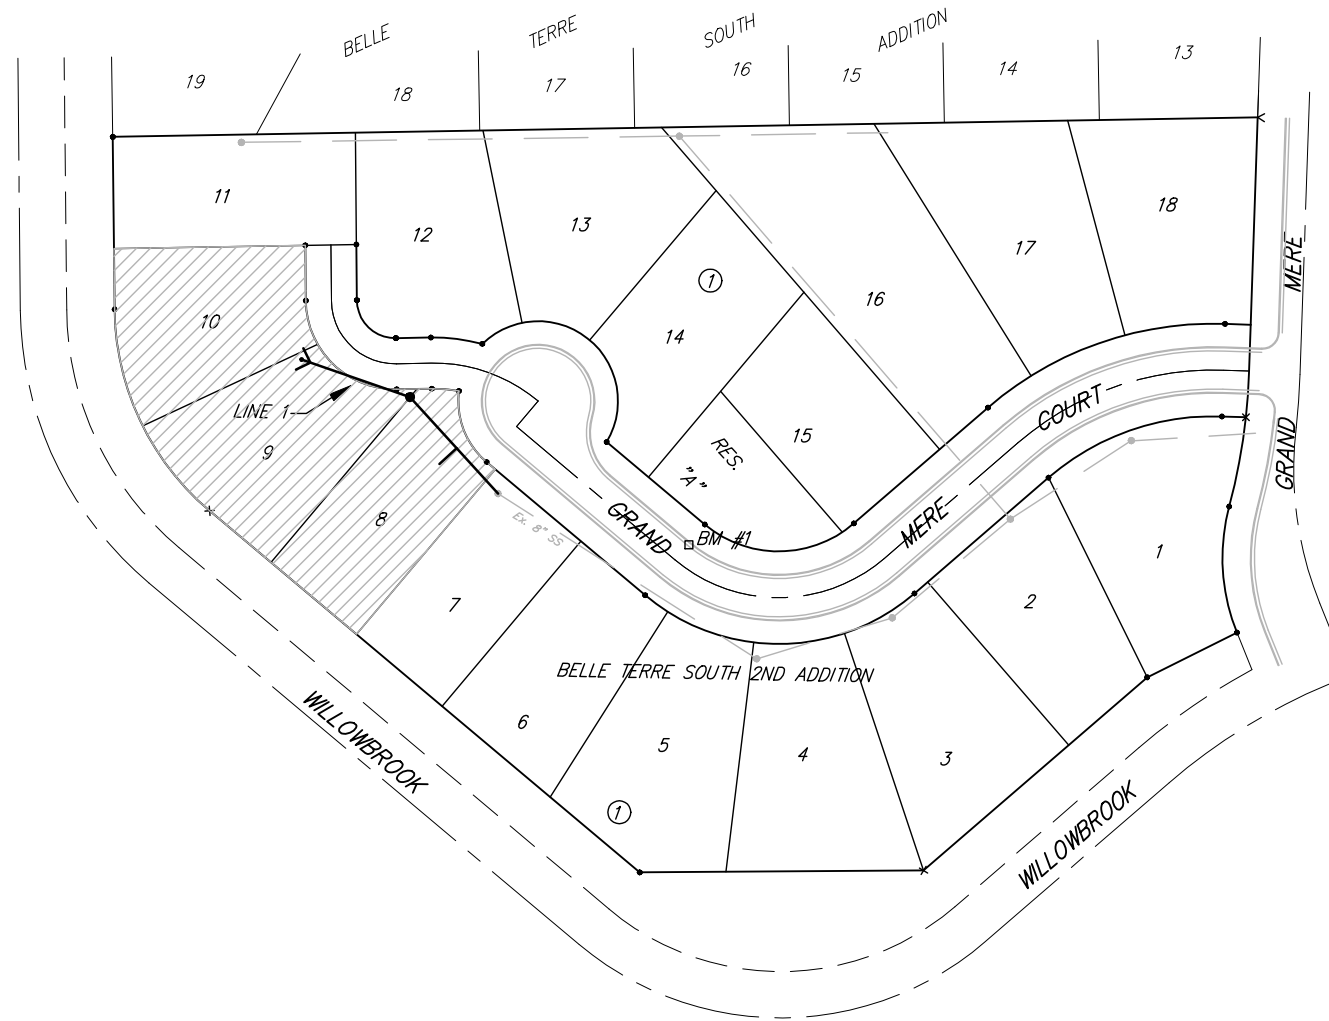 BELLE TERRE SOUTH ADDITION
19
18
17
16
15
14
13
11
12
13
1
14
16
17
18
MERE
10
LINE 1
9
8
RES.
"A"
15
COURT
GRAND
MERE
GRAND
BM #1
Ex. 8" SS
7
6
5
4
3
2
1
BELLE TERRE SOUTH 2ND ADDITION
1
WILLOWBROOK
WILLOWBROOK